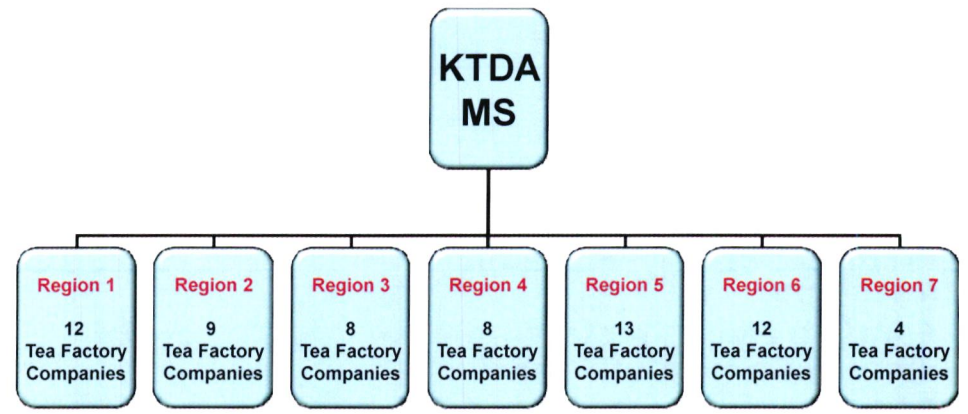 KTDA
MS
Region 1
12
Tea Factory
Companies
Region 2
9
Tea Factory
Companies
Region 3
8
Tea Factory
Companies
Region 4
8
Tea Factory
Companies
Region 5
13
Tea Factory
Companies
Region 6
12
Tea Factory
Companies
Region 7
4
Tea Factory
Companies